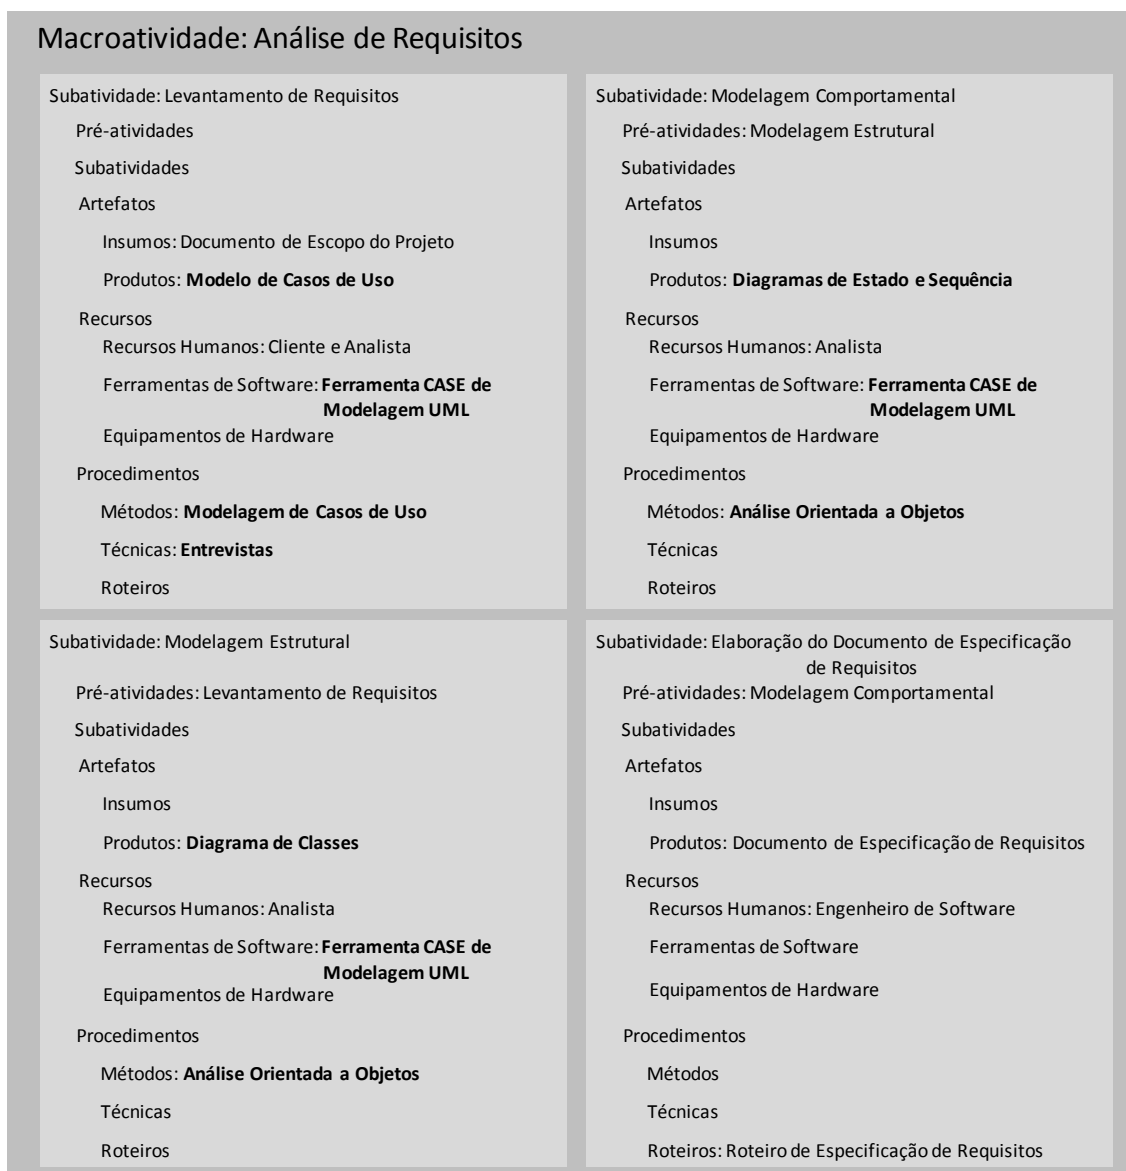 Macroatividade: Análise de Requisitos
Subatividade: Levantamento de Requisitos
Pré-atividades
Subatividades
Artefatos
Insumos: Documento de Escopo do Projeto
Produtos: Modelo de Casos de Uso
Recursos
Recursos Humanos: Cliente e Analista
Ferramentas de Software: Ferramenta CASE de
Modelagem UML
Equipamentos de Hardware
Procedimentos
Métodos: Modelagem de Casos de Uso
Técnicas: Entrevistas
Roteiros
Subatividade: Modelagem Comportamental
Pré-atividades: Modelagem Estrutural
Subatividades
Artefatos
Insumos
Produtos: Diagramas de Estado e Sequência
Recursos
Recursos Humanos: Analista
Ferramentas de Software: Ferramenta CASE de
Modelagem UML
Equipamentos de Hardware
Procedimentos
Métodos: Análise Orientada a Objetos
Técnicas
Roteiros
Subatividade: Modelagem Estrutural
Pré-atividades: Levantamento de Requisitos
Subatividades
Artefatos
Insumos
Produtos: Diagrama de Classes
Recursos
Recursos Humanos: Analista
Ferramentas de Software: Ferramenta CASE de
Modelagem UML
Equipamentos de Hardware
Procedimentos
Métodos: Análise Orientada a Objetos
Técnicas
Roteiros
Subatividade: Elaboração do Documento de Especificação
de Requisitos
Pré-atividades: Modelagem Comportamental
Subatividades
Artefatos
Insumos
Produtos: Documento de Especificação de Requisitos
Recursos
Recursos Humanos: Engenheiro de Software
Ferramentas de Software
Equipamentos de Hardware
Procedimentos
Métodos
Técnicas
Roteiros: Roteiro de Especificação de Requisitos